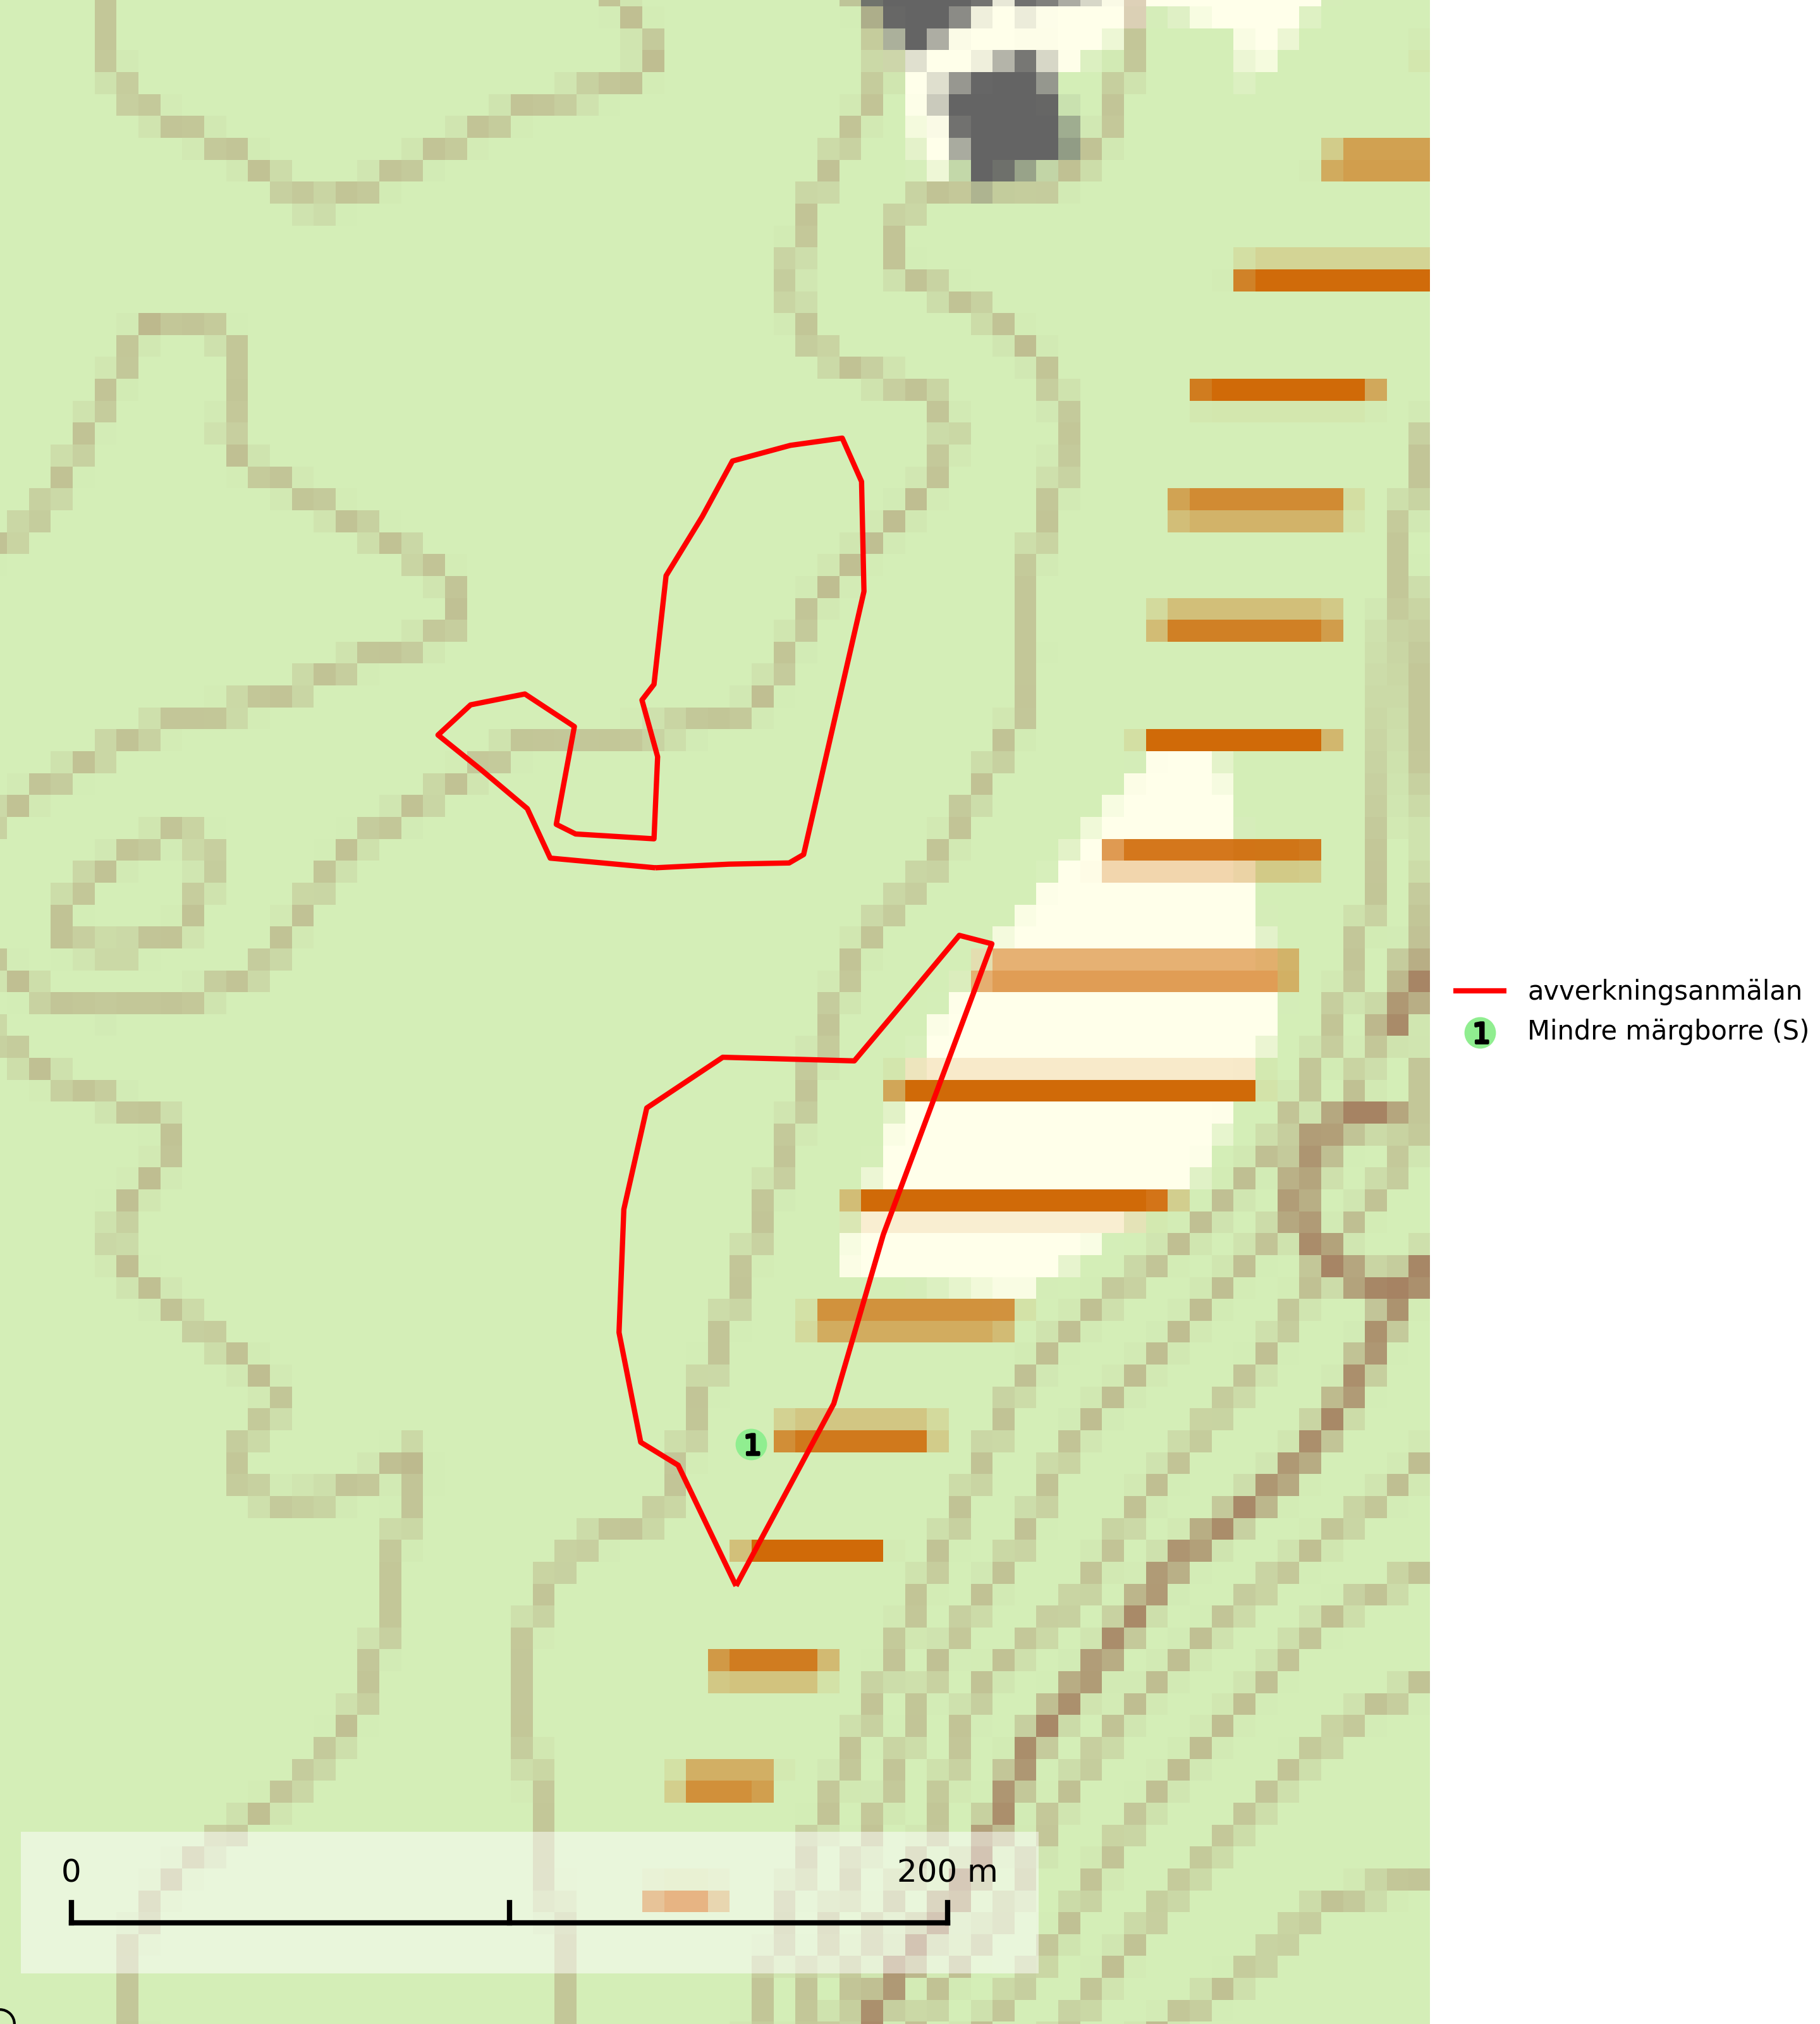 avverkningsanmälan
1 Mindre märgborre (S)
1
0 200 m